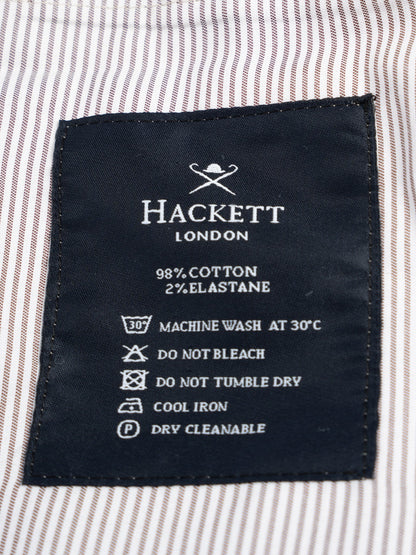 HACKETT
LONDON
98% COTTON
2% ELASTANE
30° MACHINE WASH AT 30°C
DO NOT BLEACH
DO NOT TUMBLE DRY
COOL IRON
P DRY CLEANABLE